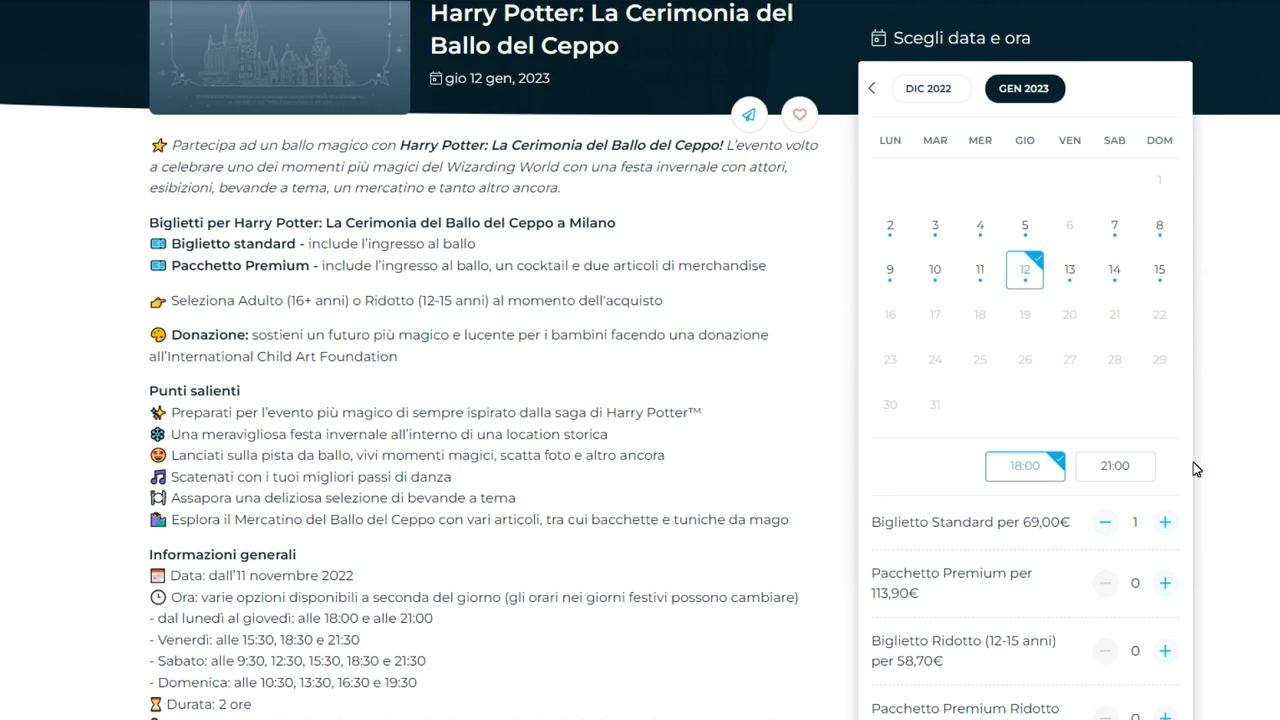 Harry Potter: La Cerimonia del
Ballo del Ceppo
gio 12 gen, 2023
Partecipa ad un ballo magico con Harry Potter: La Cerimonia del Ballo del Ceppo! L'evento volto
a celebrare uno dei momenti più magici del Wizarding World con una festa invernale con attori,
esibizioni, bevande a tema, un mercatino e tanto altro ancora.
Biglietti per Harry Potter: La Cerimonia del Ballo del Ceppo a Milano
Biglietto standard - include l'ingresso al ballo
Pacchetto Premium - include l'ingresso al ballo, un cocktail e due articoli di merchandise
Seleziona Adulto (16+ anni) o Ridotto (12-15 anni) al momento dell'acquisto
Donazione: sostieni un futuro più magico e lucente per i bambini facendo una donazione
all'International Child Art Foundation
Punti salienti
Preparati per l'evento più magico di sempre ispirato dalla saga di Harry Potter™
Una meravigliosa festa invernale all'interno di una location storica
Lanciati sulla pista da ballo, vivi momenti magici, scatta foto e altro ancora
Scatenati con i tuoi migliori passi di danza
Assapora una deliziosa selezione di bevande a tema
Esplora il Mercatino del Ballo del Ceppo con vari articoli, tra cui bacchette e tuniche da mago
Informazioni generali
Data: dall'11 novembre 2022
Ora: varie opzioni disponibili a seconda del giorno (gli orari nei giorni festivi possono cambiare)
- dal lunedì al giovedì: alle 18:00 e alle 21:00
- Venerdì: alle 15:30, 18:30 e 21:30
- Sabato: alle 9:30, 12:30, 15:30, 18:30 e 21:30
- Domenica: alle 10:30, 13:30, 16:30 e 19:30
Durata: 2 ore
Scegli data e ora
DIC 2022 GEN 2023
LUN MAR MER GIO VEN SAB DOM
1
2 3 4 5 6 7 8
9 10 11 12 13 14 15
16 17 18 19 20 21 22
23 24 25 26 27 28 29
30 31
18:00 21:00
Biglietto Standard per 69,00€ − 1 +
Pacchetto Premium per
113,90€ − 0 +
Biglietto Ridotto (12-15 anni)
per 58,70€ − 0 +
Pacchetto Premium Ridotto − 0 +